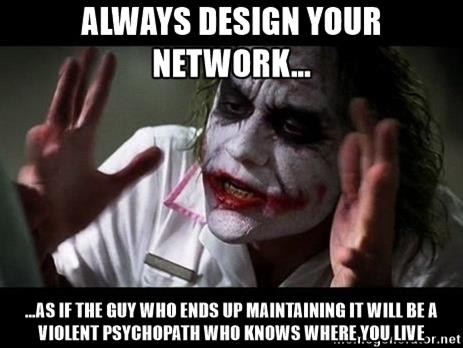 ALWAYS DESIGN YOUR
NETWORK...
...AS IF THE GUY WHO ENDS UP MAINTAINING IT WILL BE A
VIOLENT PSYCHOPATH WHO KNOWS WHERE YOU LIVE